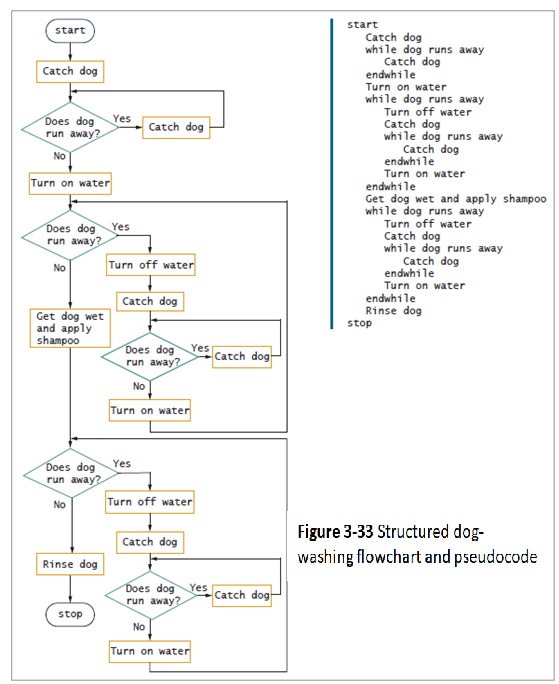 start
Catch dog
Does dog
run away?
Yes
Catch dog
No
Turn on water
Does dog
run away?
Yes
No
Turn off water
Catch dog
Get dog wet
and apply
shampoo
Does dog
run away?
Yes
Catch dog
No
Turn on water
Does dog
run away?
Yes
No
Turn off water
Catch dog
Rinse dog
Does dog
run away?
Yes
Catch dog
stop
No
Turn on water
start
Catch dog
while dog runs away
Catch dog
endwhile
Turn on water
while dog runs away
Turn off water
Catch dog
while dog runs away
Catch dog
endwhile
Turn on water
endwhile
Get dog wet and apply shampoo
while dog runs away
Turn off water
Catch dog
while dog runs away
Catch dog
endwhile
Turn on water
endwhile
Rinse dog
stop
Figure 3-33 Structured dog-
washing flowchart and pseudocode